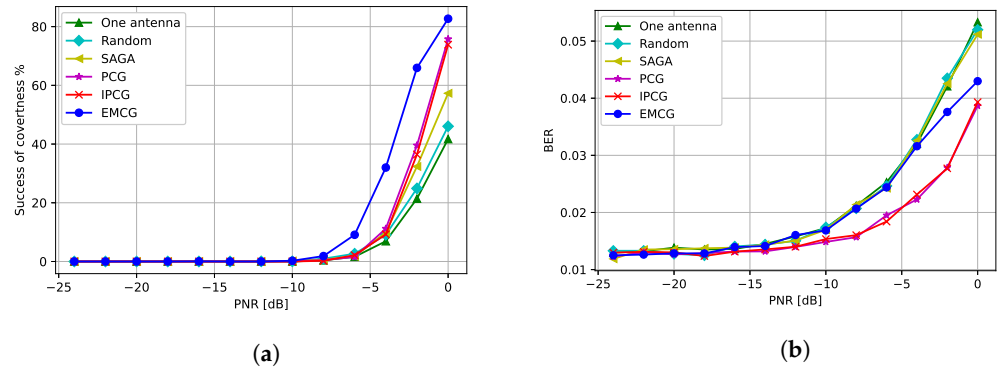 80
60
40
20
0
−25
−20
−15
−10
−5
0
Success of covertness %
PNR [dB]
One antenna
Random
SAGA
PCG
IPCG
EMCG
(a)
0.05
0.04
0.03
0.02
0.01
−25
−20
−15
−10
−5
0
BER
PNR [dB]
One antenna
Random
SAGA
PCG
IPCG
EMCG
(b)